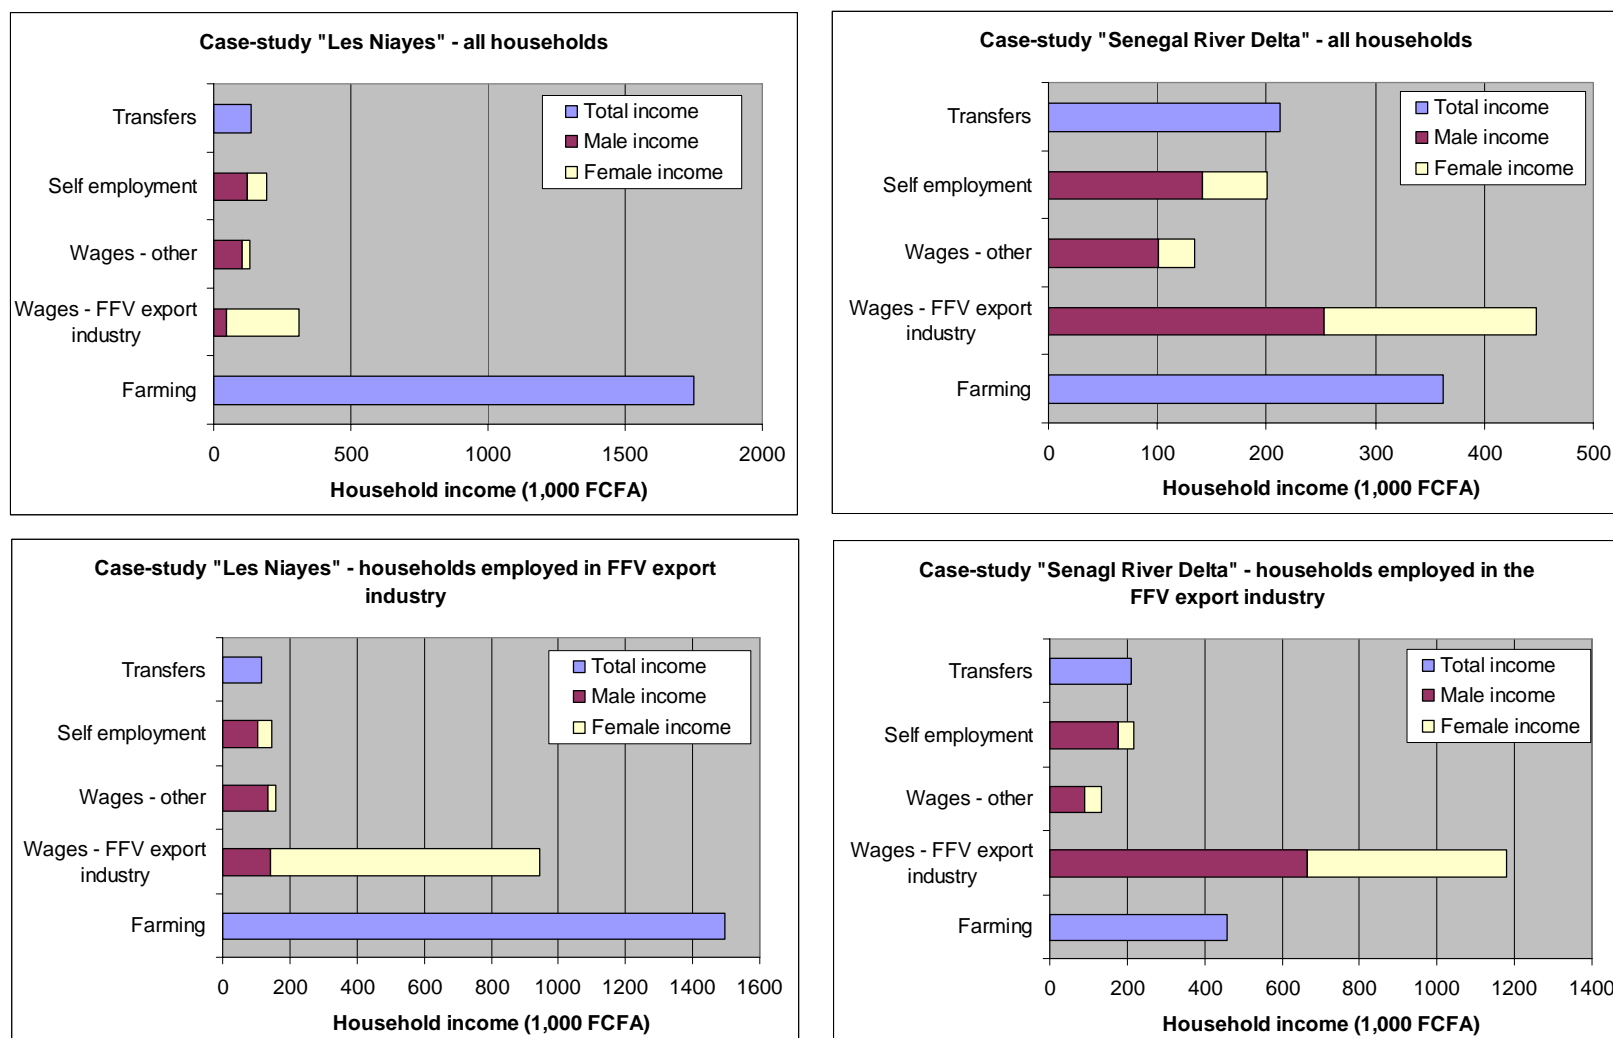 Case-study "Les Niayes" - all households
Total income
Male income
Female income
Transfers
Self employment
Wages - other
Wages - FFV export
industry
Farming
0 500 1000 1500 2000
Household income (1,000 FCFA)
Case-study "Senegal River Delta" - all households
Total income
Male income
Female income
Transfers
Self employment
Wages - other
Wages - FFV export
industry
Farming
0 100 200 300 400 500
Household income (1,000 FCFA)
Case-study "Les Niayes" - households employed in FFV export
industry
Total income
Male income
Female income
Transfers
Self employment
Wages - other
Wages - FFV export
industry
Farming
0 200 400 600 800 1000 1200 1400 1600
Household income (1,000 FCFA)
Case-study "Senagl River Delta" - households employed in the
FFV export industry
Total income
Male income
Female income
Transfers
Self employment
Wages - other
Wages - FFV export
industry
Farming
0 200 400 600 800 1000 1200 1400
Household income (1,000 FCFA)